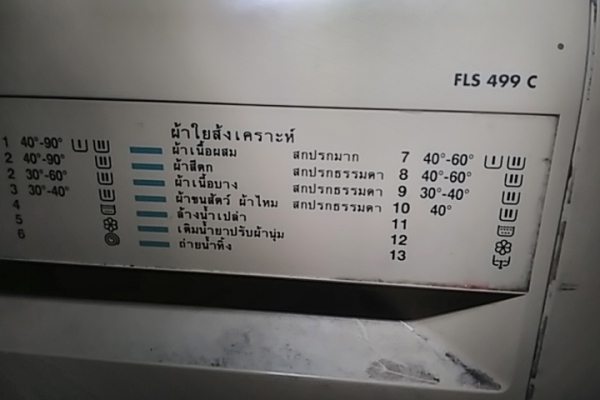 FLS 499 C
ผ้าใยสังเคราะห์
1 40°-90° ผ้าเนื้อผสม สกปรกมาก 7 40°-60°
2 40°-90° ผ้าสีตก สกปรกธรรมดา 8 40°-60°
2 30°-60° ผ้าเนื้อบาง สกปรกธรรมดา 9 30°-40°
3 30°-40° ผ้าขนสัตว์ ผ้าไหม สกปรกธรรมดา 10 40°
4 ล้างน้ำเปล่า 11
5 เติมน้ำยาปรับผ้านุ่ม 12
6 ถ่ายน้ำทิ้ง 13